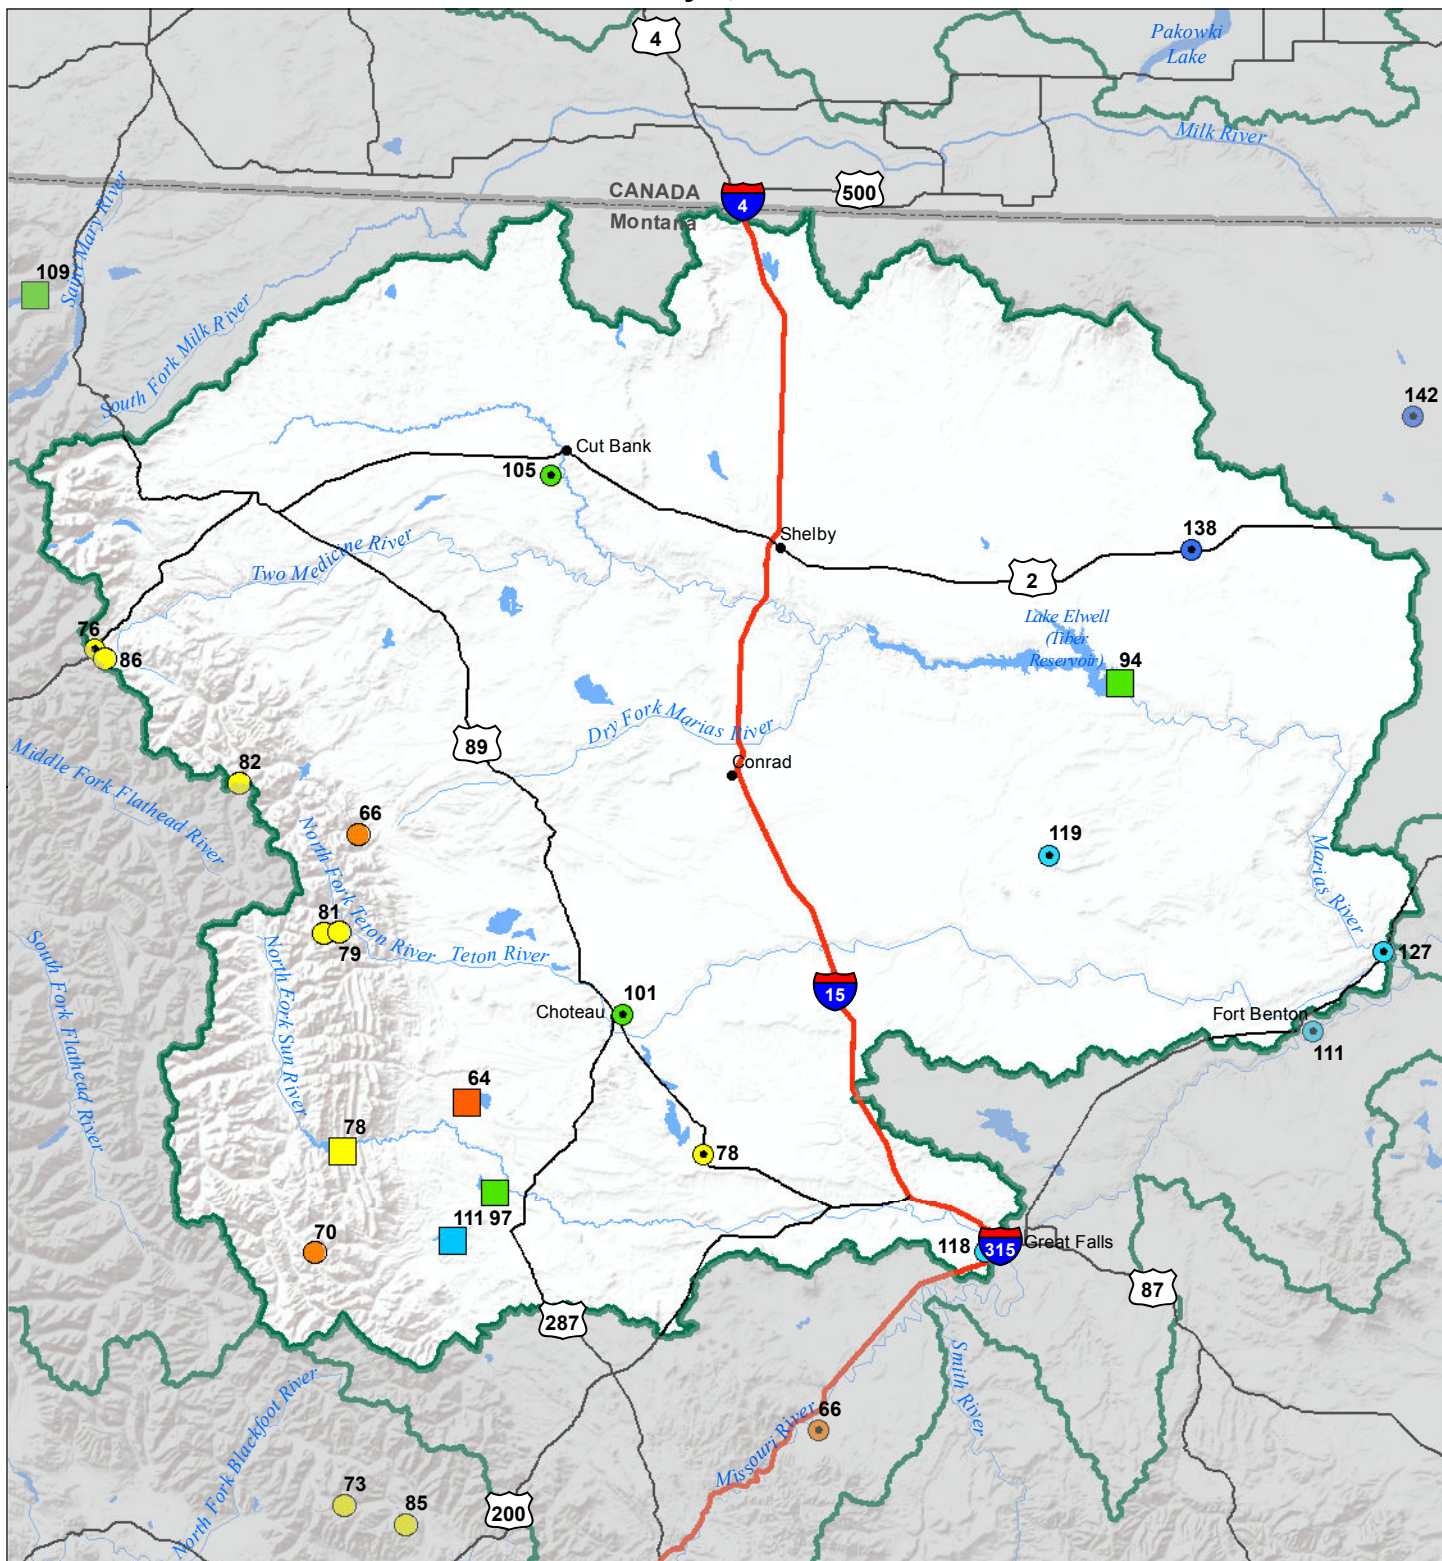 4
Pakowki
Lake
Milk River
CANADA
500
4
Montana
109
Saint Mary River
South Fork Milk River
142
Cut Bank
105
Shelby
138
Two Medicine River
2
Lake Elwell
(Tiber
Reservoir)
94
76
86
Dry Fork Marias River
89
Conrad
Middle Fork Flathead River
82
66
North Fork Teton River
119
Marias River
81
79
Teton River
127
South Fork Flathead River
North Fork Sun River
15
101
Choteau
Fort Benton
111
64
78
78
111
97
70
118
315
Great Falls
87
287
Smith River
Missouri River
66
North Fork Blackfoot River
73
85
200